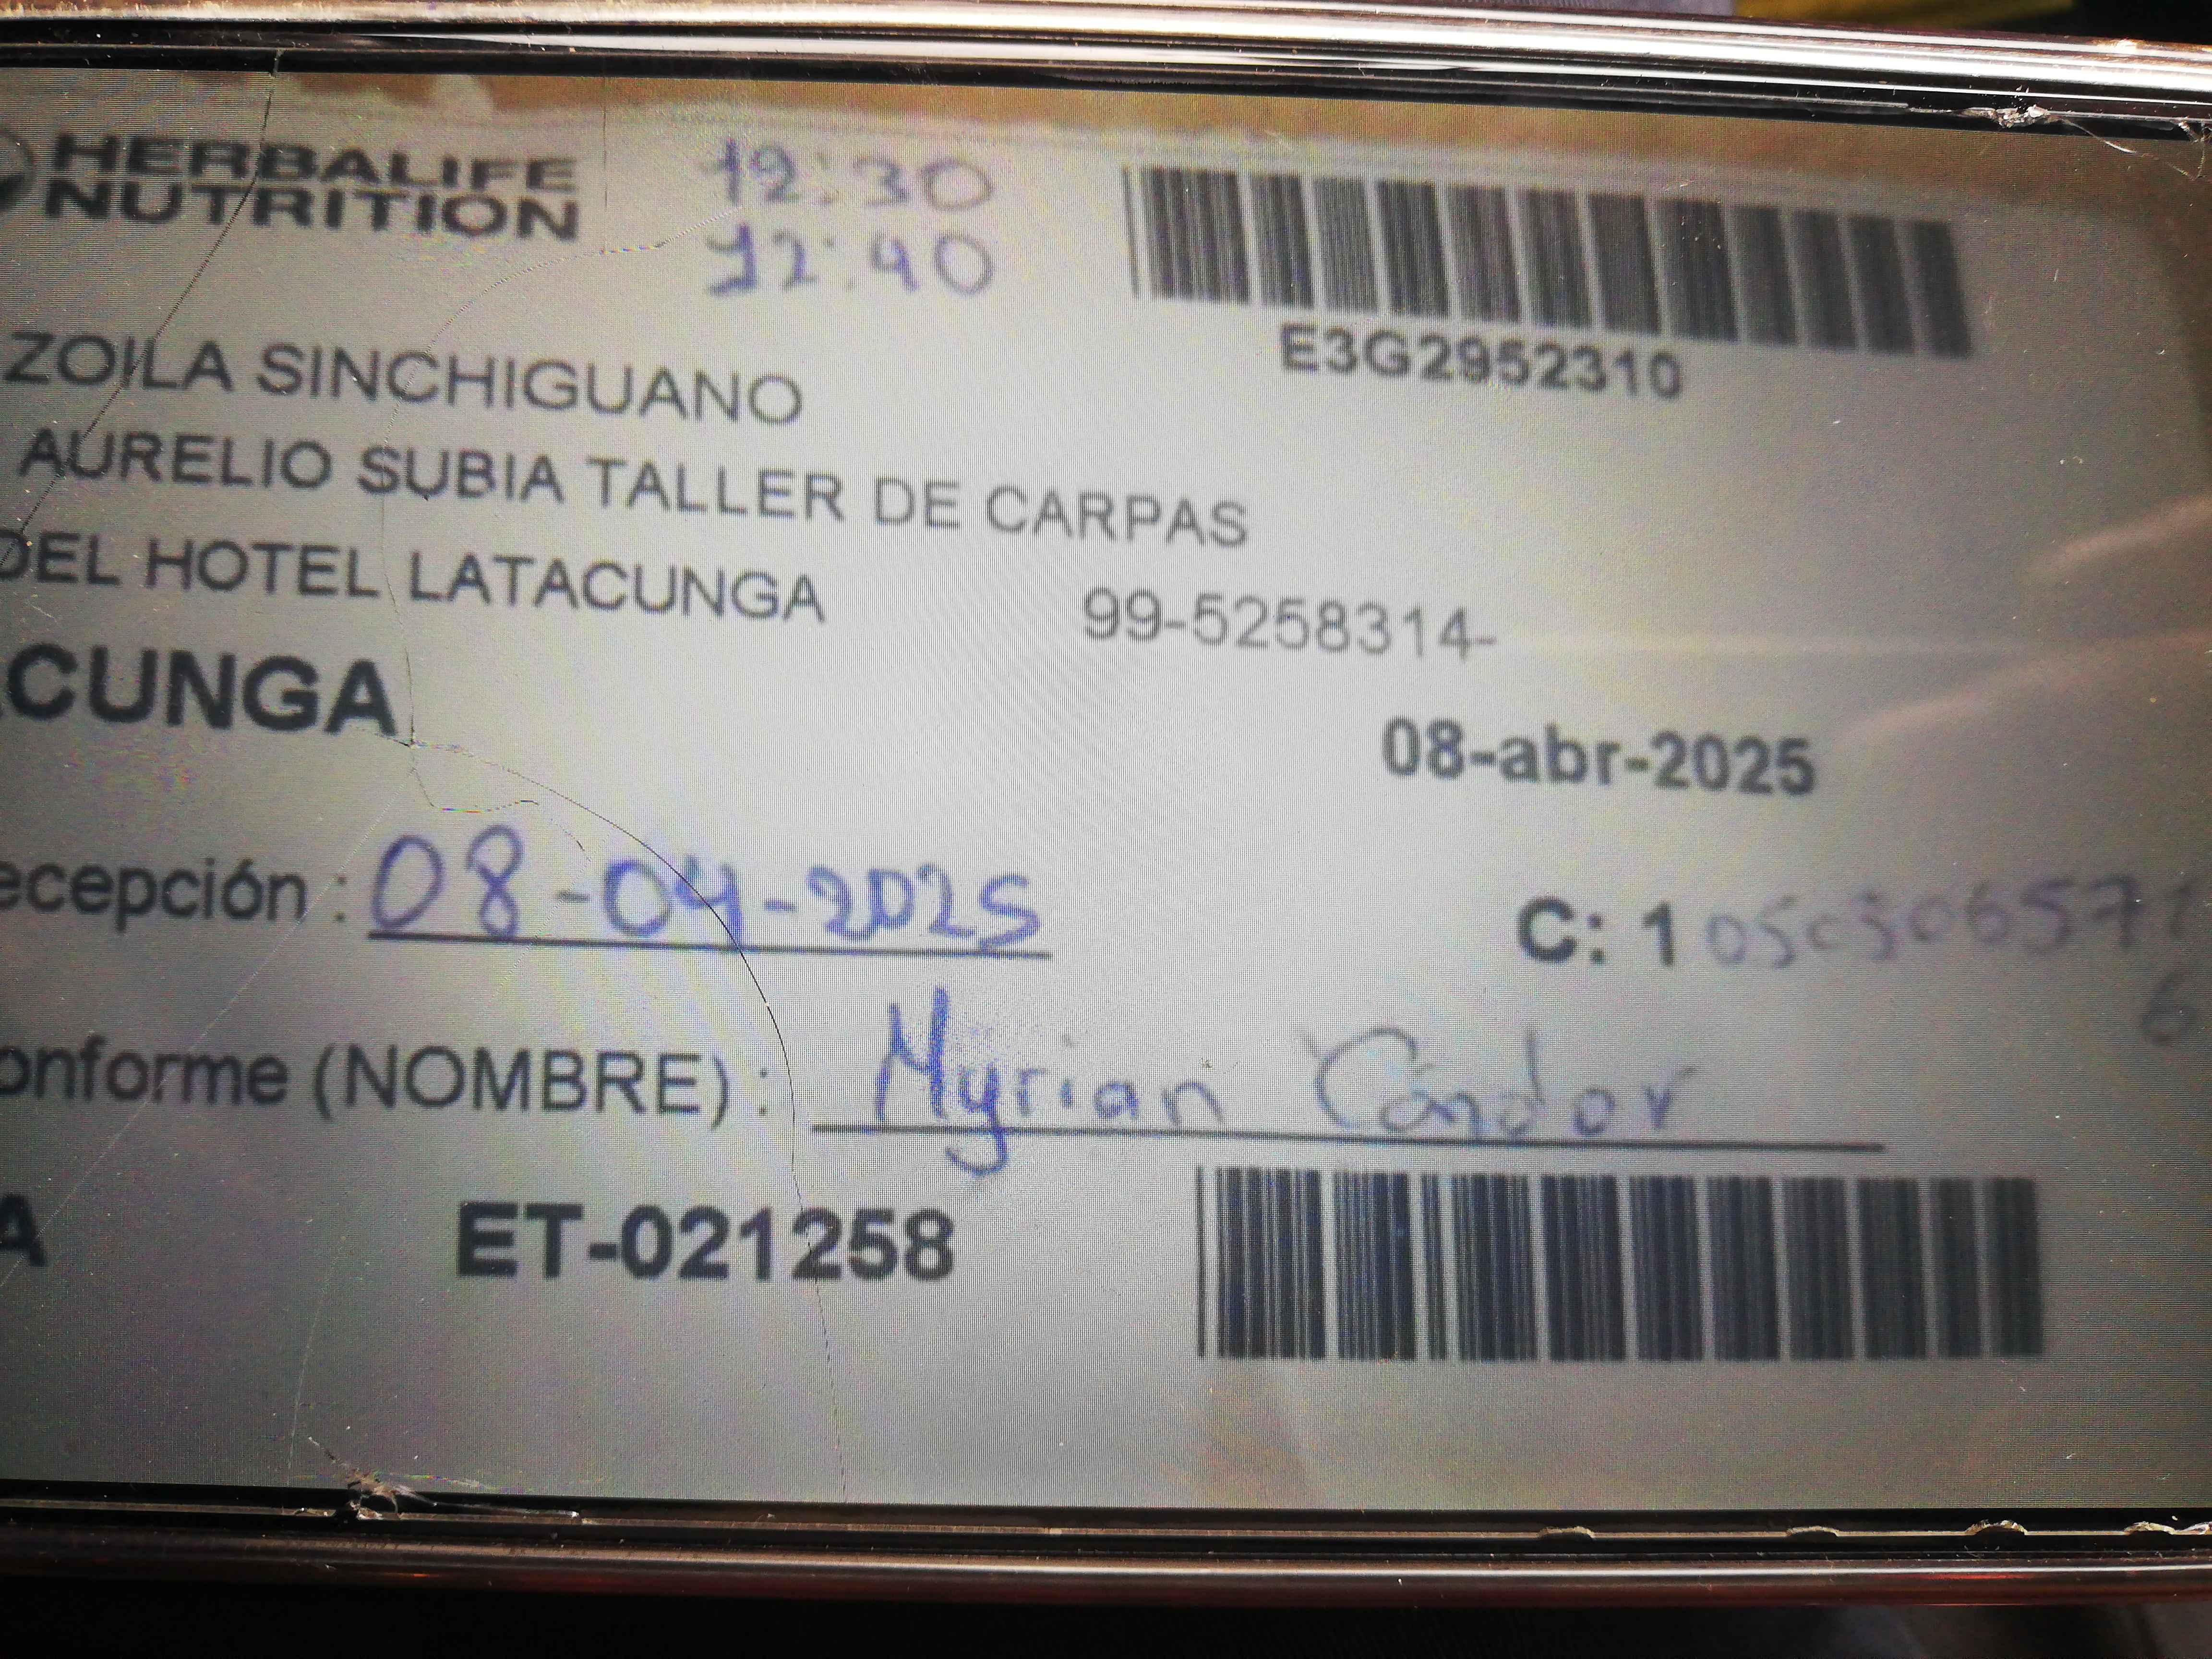 HERBALIFE
NUTRITION
12:30
12:40
E3G2952310
ZOILA SINCHIGUANO
AURELIO SUBIA TALLER DE CARPAS
DEL HOTEL LATACUNGA 99-5258314-
CUNGA
08-abr-2025
ecepción : 08-04-2025
C: 1
onforme (NOMBRE) : Myrian Cóndor
A ET-021258